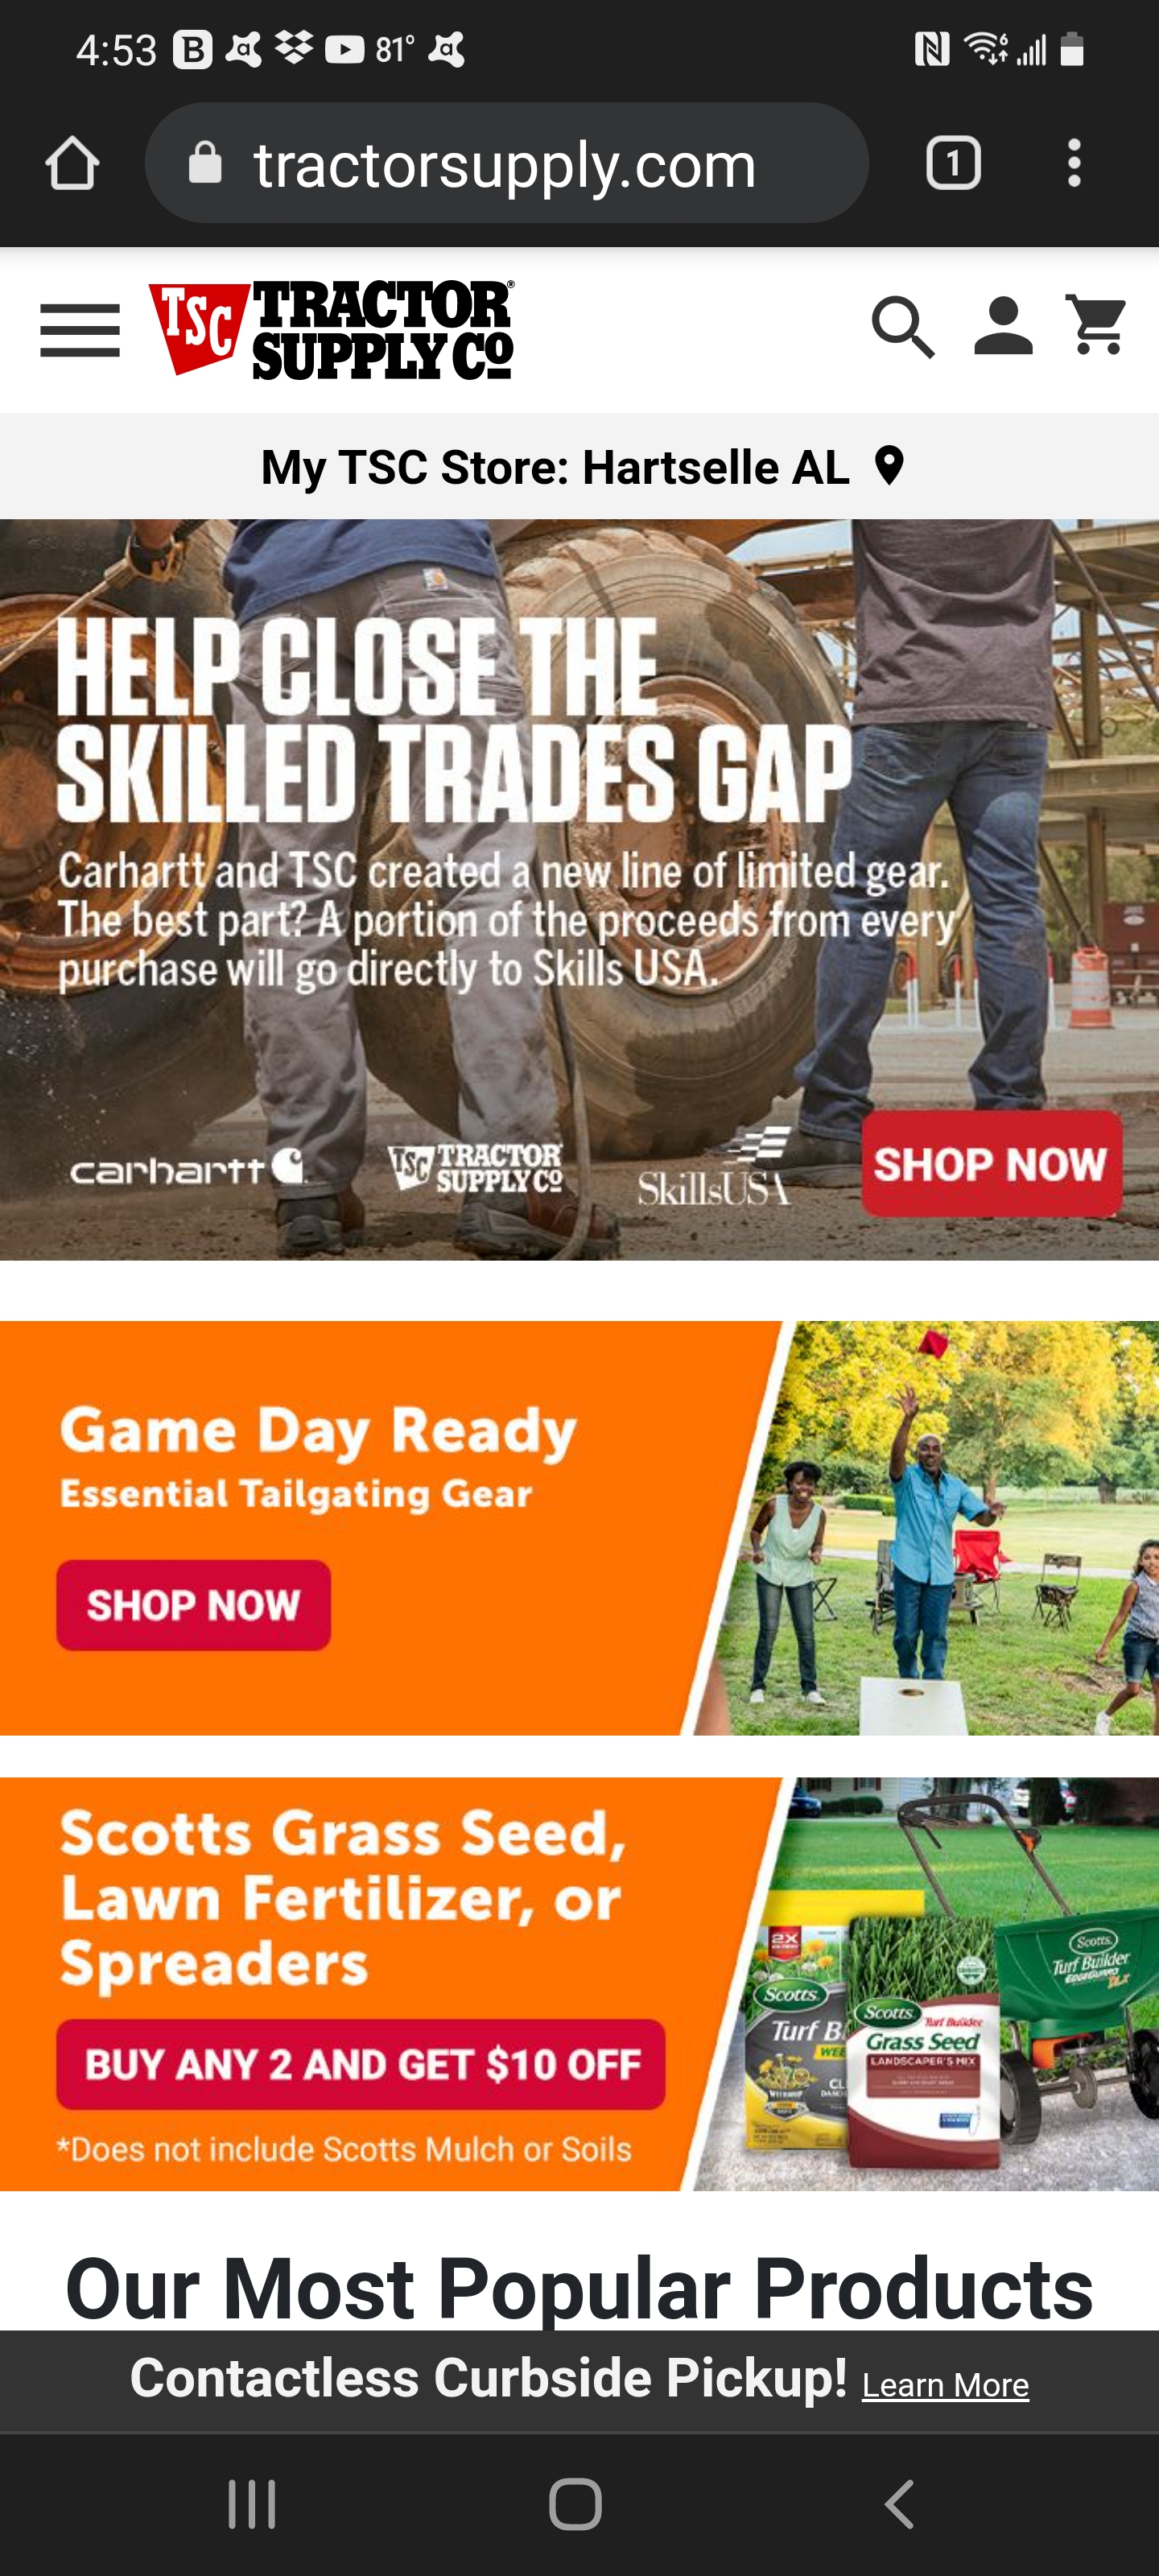 4:53 B a 81° a
tractorsupply.com 1
TSC TRACTOR
SUPPLY CO
My TSC Store: Hartselle AL
HELP CLOSE THE
SKILLED TRADES GAP
Carhartt and TSC created a new line of limited gear.
The best part? A portion of the proceeds from every
purchase will go directly to Skills USA.
carhartt
TSC TRACTOR
SUPPLY CO
SkillsUSA
SHOP NOW
Game Day Ready
Essential Tailgating Gear
SHOP NOW
Scotts Grass Seed,
Lawn Fertilizer, or
Spreaders
BUY ANY 2 AND GET $10 OFF
*Does not include Scotts Mulch or Soils
2X
Scotts
Turf B
WEE
CL
Scotts
Turf Builder
Grass Seed
LANDSCAPER'S MIX
Scotts
Turf Builder
EDGEGUARD
DLX
Our Most Popular Products
Contactless Curbside Pickup! Learn More